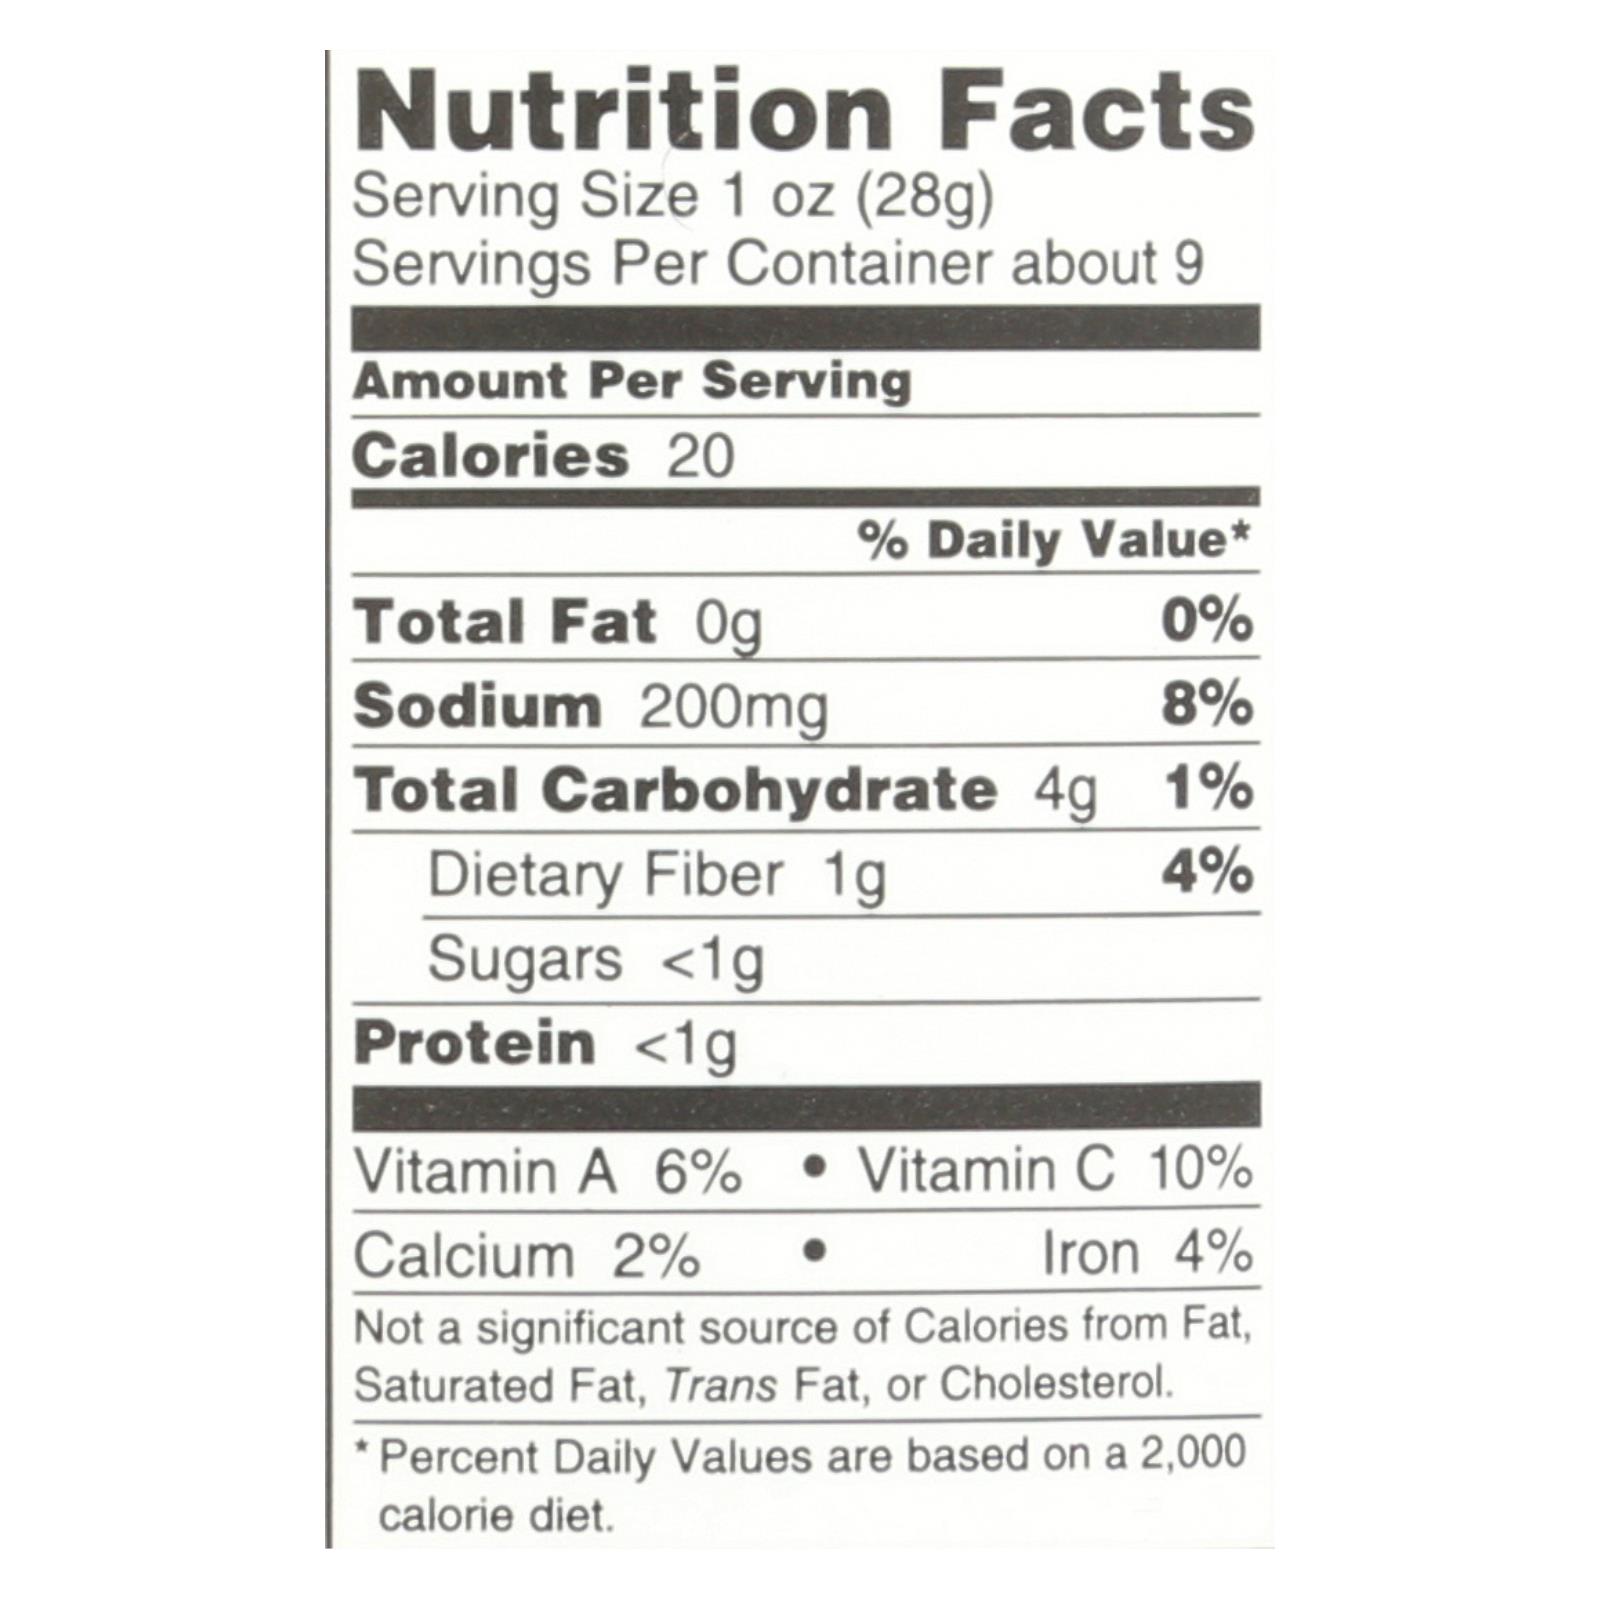 Nutrition Facts
Serving Size 1 oz (28g)
Servings Per Container about 9
Amount Per Serving
Calories 20
% Daily Value*
Total Fat 0g 0%
Sodium 200mg 8%
Total Carbohydrate 4g 1%
Dietary Fiber 1g 4%
Sugars <1g
Protein <1g
Vitamin A 6% • Vitamin C 10%
Calcium 2% • Iron 4%
Not a significant source of Calories from Fat,
Saturated Fat, Trans Fat, or Cholesterol.
* Percent Daily Values are based on a 2,000
calorie diet.